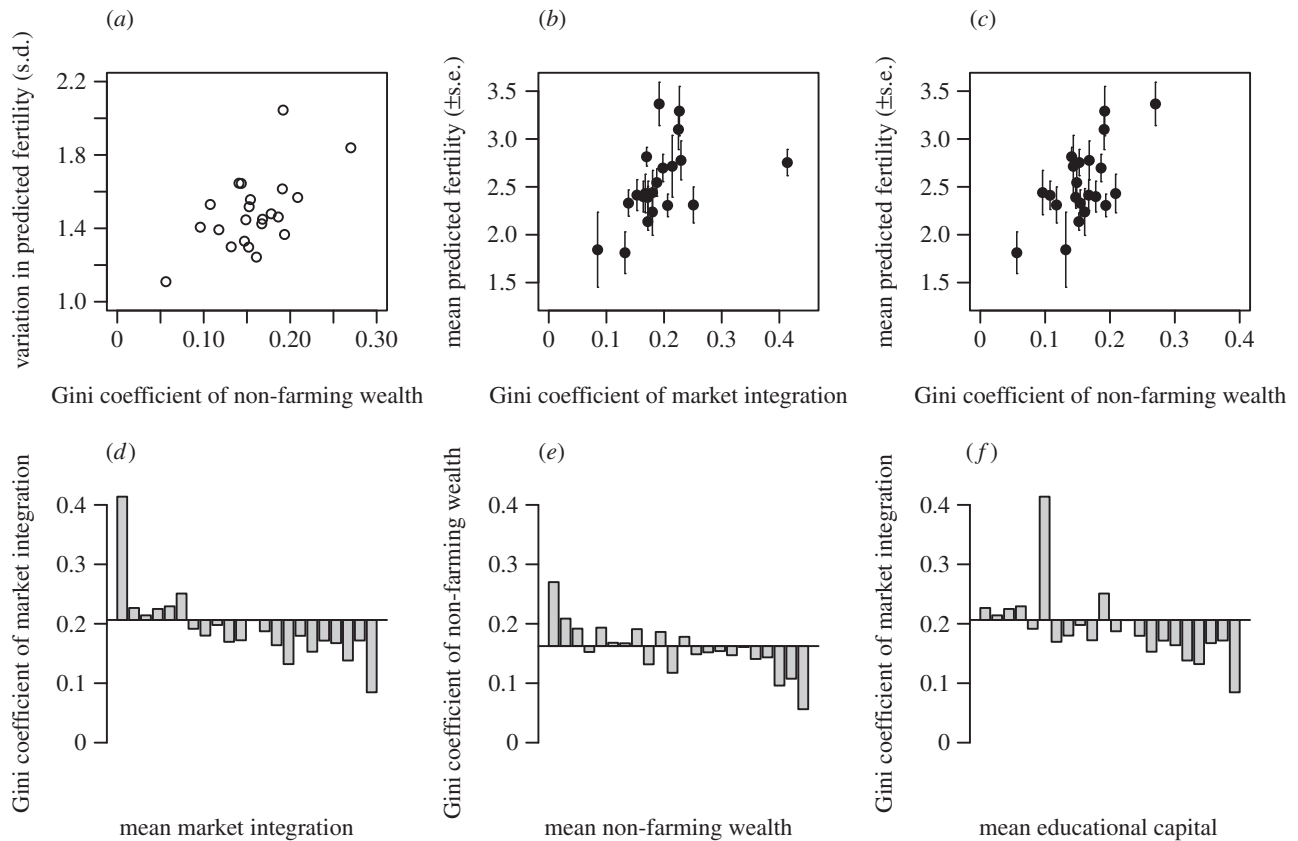 (a)
variation in predicted fertility (s.d.)
2.2
1.8
1.4
1.0
0
0.10
0.20
0.30
Gini coefficient of non-farming wealth
(b)
mean predicted fertility (±s.e.)
3.5
3.0
2.5
2.0
1.5
0
0.1
0.2
0.3
0.4
Gini coefficient of market integration
(c)
mean predicted fertility (±s.e.)
3.5
3.0
2.5
2.0
1.5
0
0.1
0.2
0.3
0.4
Gini coefficient of non-farming wealth
(d)
Gini coefficient of market integration
0.4
0.3
0.2
0.1
0
mean market integration
(e)
Gini coefficient of non-farming wealth
0.4
0.3
0.2
0.1
0
mean non-farming wealth
(f)
Gini coefficient of market integration
0.4
0.3
0.2
0.1
0
mean educational capital